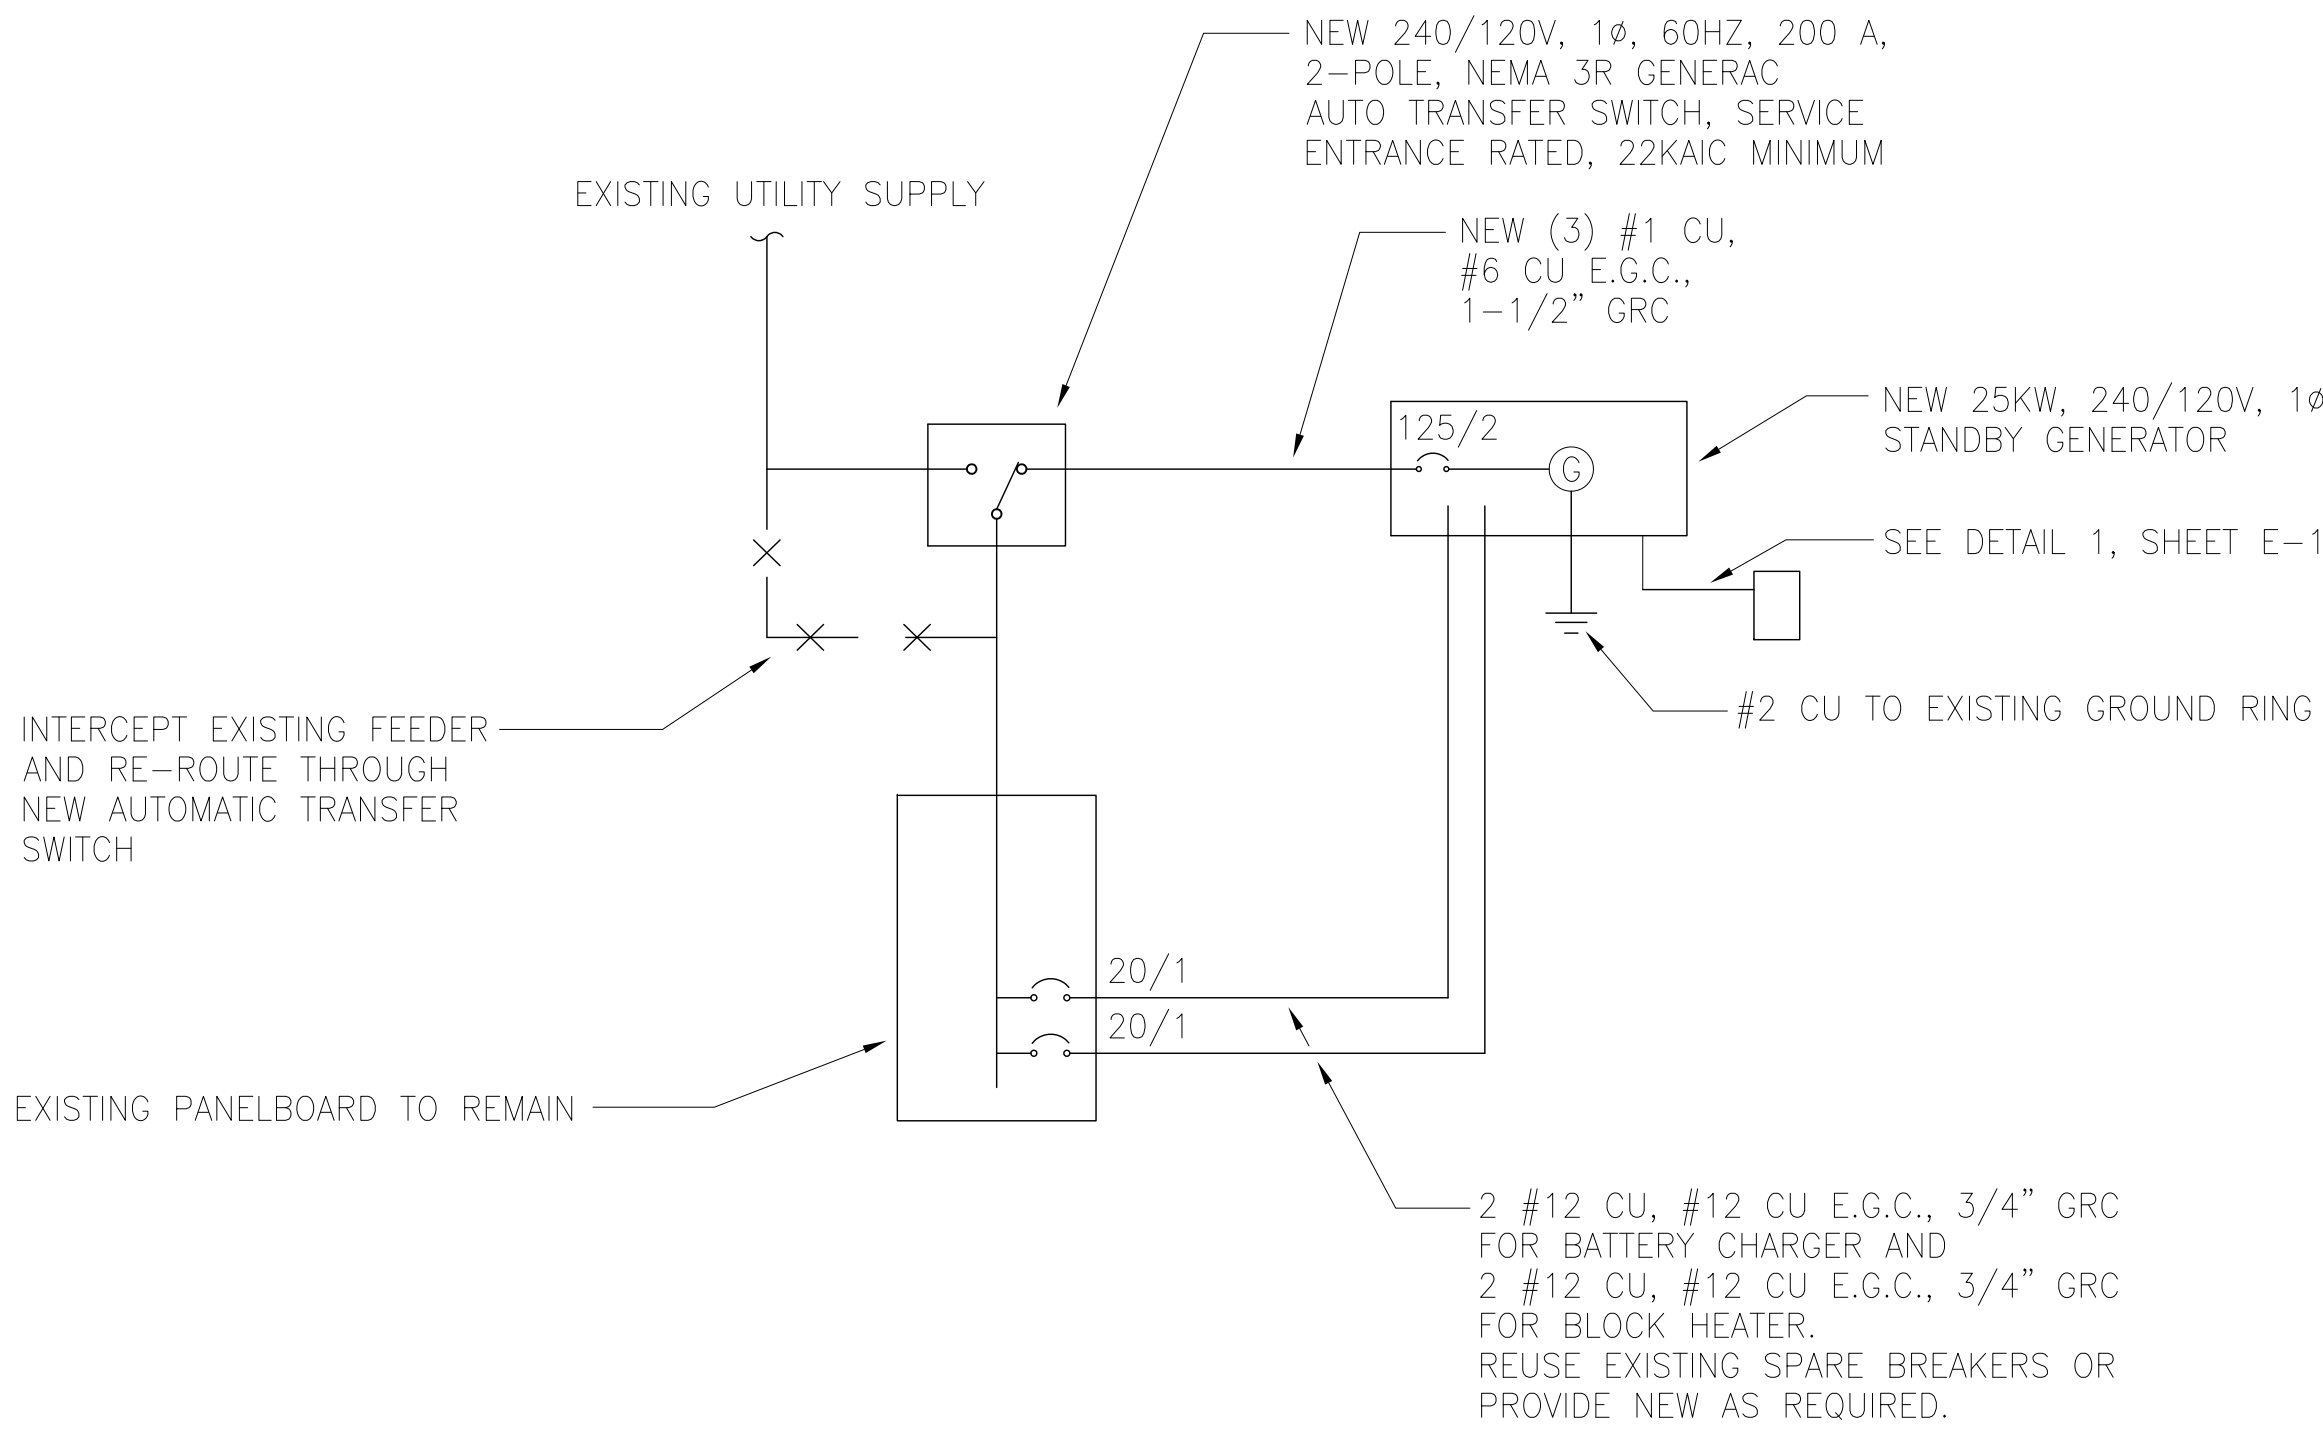 NEW 240/120V, 1ø, 60HZ, 200 A,
2-POLE, NEMA 3R GENERAC
AUTO TRANSFER SWITCH, SERVICE
ENTRANCE RATED, 22KAIC MINIMUM
EXISTING UTILITY SUPPLY
NEW (3) #1 CU,
#6 CU E.G.C.,
1-1/2" GRC
NEW 25KW, 240/120V, 1ø
STANDBY GENERATOR
125/2
G
SEE DETAIL 1, SHEET E-1
#2 CU TO EXISTING GROUND RING
INTERCEPT EXISTING FEEDER
AND RE-ROUTE THROUGH
NEW AUTOMATIC TRANSFER
SWITCH
20/1
20/1
EXISTING PANELBOARD TO REMAIN
2 #12 CU, #12 CU E.G.C., 3/4" GRC
FOR BATTERY CHARGER AND
2 #12 CU, #12 CU E.G.C., 3/4" GRC
FOR BLOCK HEATER.
REUSE EXISTING SPARE BREAKERS OR
PROVIDE NEW AS REQUIRED.